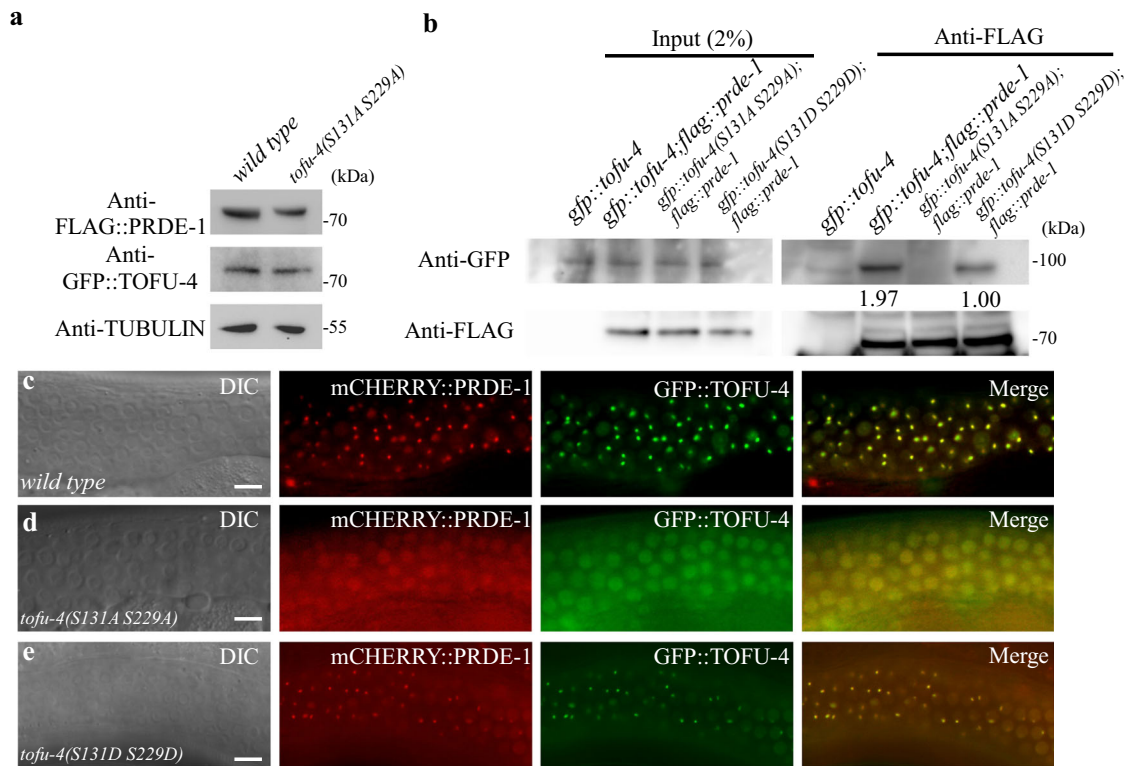 a
wild type
tofu-4(S131A S229A)
(kDa)
Anti-
FLAG::PRDE-1
-70
Anti-
GFP::TOFU-4
-70
Anti-TUBULIN
-55
b
Input (2%)
Anti-FLAG
gfp::tofu-4
gfp::tofu-4;flag::prde-1
gfp::tofu-4(S131A S229A);
flag::prde-1
gfp::tofu-4(S131D S229D);
flag::prde-1
gfp::tofu-4
gfp::tofu-4;flag::prde-1
gfp::tofu-4(S131A S229A);
flag::prde-1
gfp::tofu-4(S131D S229D);
flag::prde-1
(kDa)
Anti-GFP
-100
1.97
1.00
Anti-FLAG
-70
c
DIC
wild type
mCHERRY::PRDE-1
GFP::TOFU-4
Merge
d
DIC
tofu-4(S131A S229A)
mCHERRY::PRDE-1
GFP::TOFU-4
Merge
e
DIC
tofu-4(S131D S229D)
mCHERRY::PRDE-1
GFP::TOFU-4
Merge